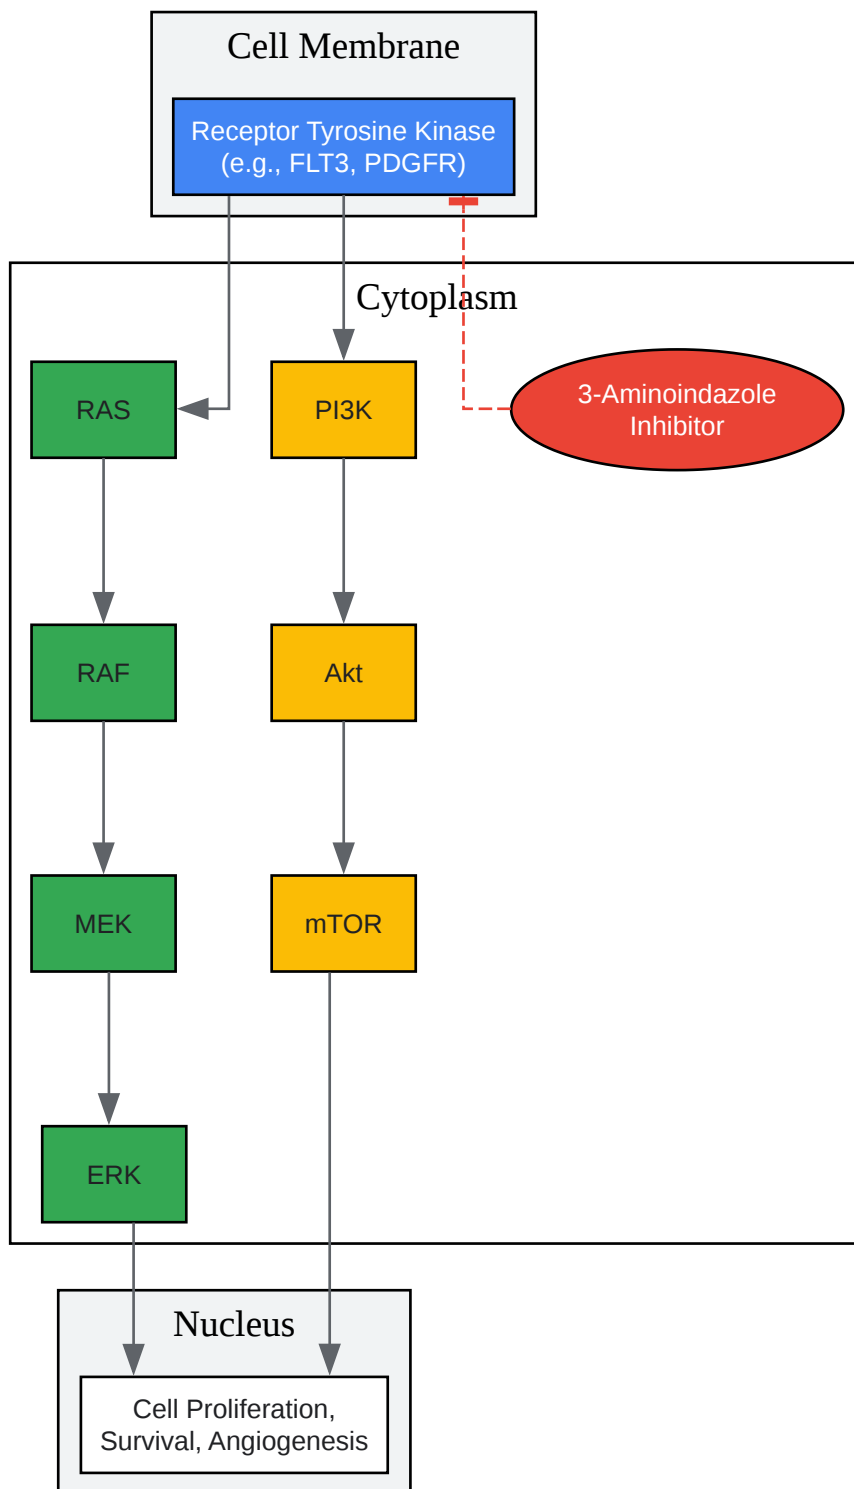 Cell Membrane
Receptor Tyrosine Kinase
(e.g., FLT3, PDGFR)
Cytoplasm
RAS
PI3K
3-Aminoindazole
Inhibitor
RAF
Akt
MEK
mTOR
ERK
Nucleus
Cell Proliferation,
Survival, Angiogenesis